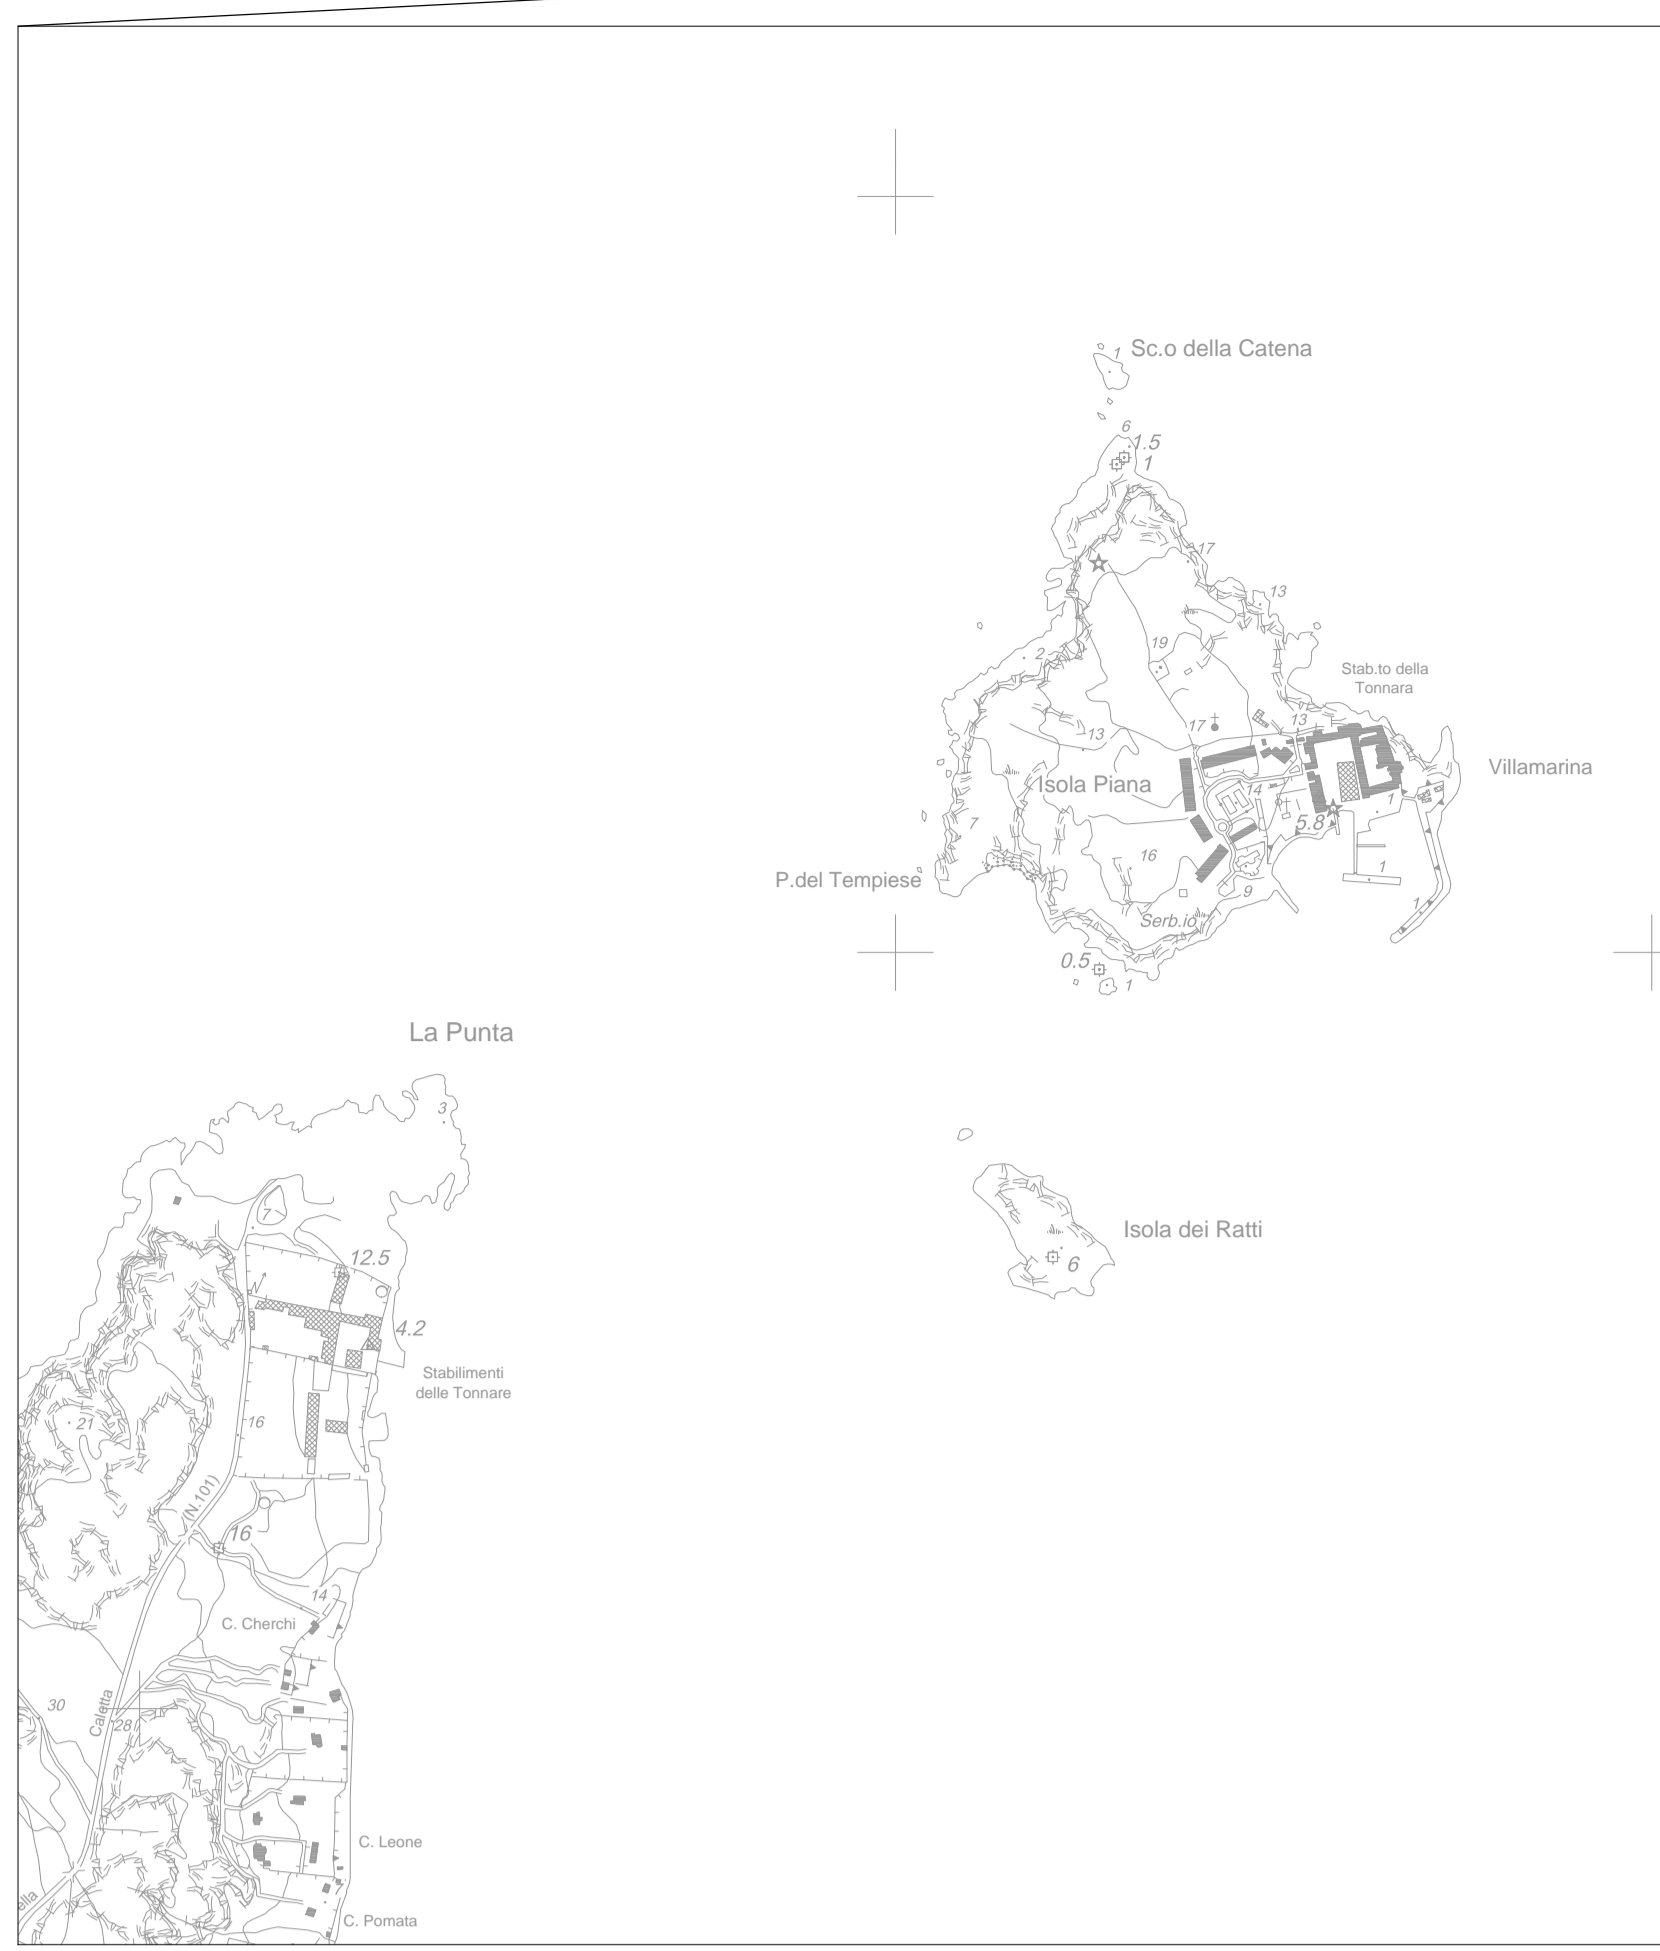 1 Sc.o della Catena
6
1.5
1
17
13
19
2
Stab.to della
Tonnara
17
13
13
Villamarina
Isola Piana
14
1
7
5.8
16
1
P.del Tempiese
9
Serb.io
1
0.5
1
La Punta
3
7
Isola dei Ratti
12.5
6
4.2
Stabilimenti
delle Tonnare
16
21
(N.101)
16
14
C. Cherchi
30
Caletta
28
C. Leone
C. Pomata